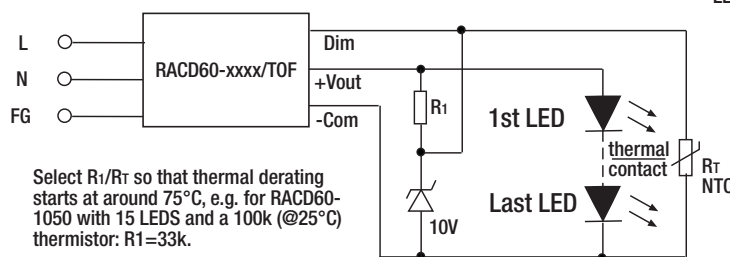 LE
L
N
FG
RACD60-xxxx/TOF
Dim
+Vout
-Com
R1
10V
1st LED
thermal
contact
Last LED
RT
NTC
Select R1/RT so that thermal derating
starts at around 75°C, e.g. for RACD60-
1050 with 15 LEDS and a 100k (@25°C)
thermistor: R1=33k.